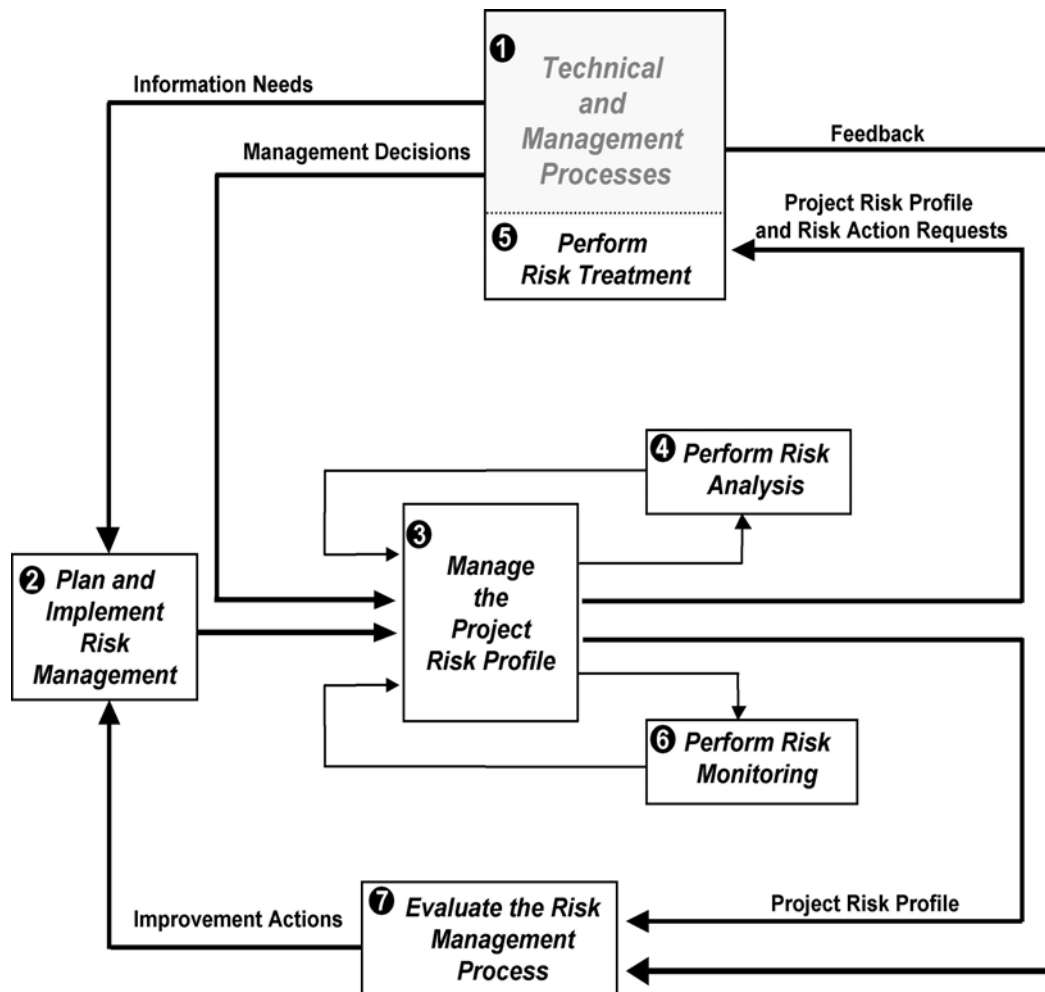 ❶
Technical
and
Management
Processes
Information Needs
Management Decisions
Feedback
Project Risk Profile
and Risk Action Requests
❺ Perform
Risk Treatment
❹ Perform Risk
Analysis
❸
Manage
the
Project
Risk Profile
❷ Plan and
Implement
Risk
Management
❻ Perform Risk
Monitoring
❼ Evaluate the Risk
Management
Process
Improvement Actions
Project Risk Profile